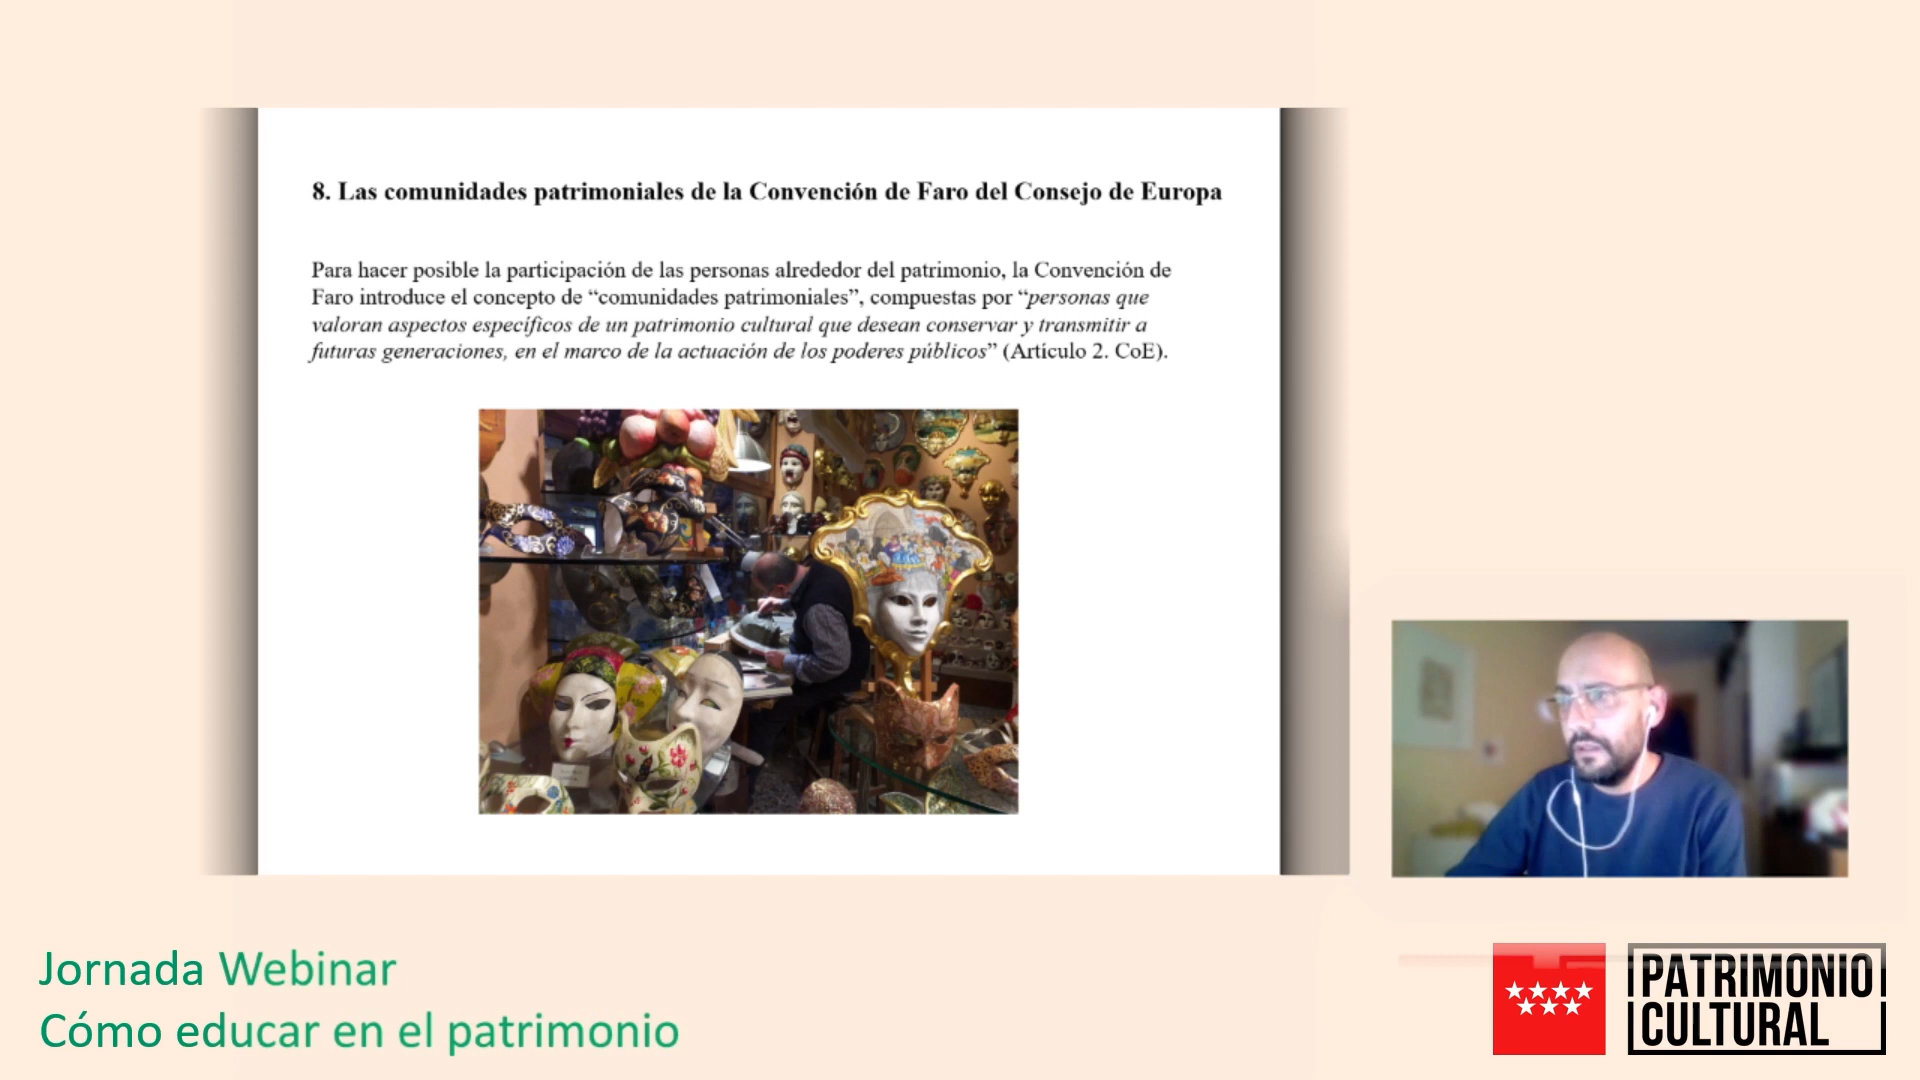 8. Las comunidades patrimoniales de la Convención de Faro del Consejo de Europa
Para hacer posible la participación de las personas alrededor del patrimonio, la Convención de
Faro introduce el concepto de “comunidades patrimoniales”, compuestas por “personas que
valoran aspectos específicos de un patrimonio cultural que desean conservar y transmitir a
futuras generaciones, en el marco de la actuación de los poderes públicos” (Artículo 2. CoE).
Jornada Webinar
Cómo educar en el patrimonio
PATRIMONIO
CULTURAL